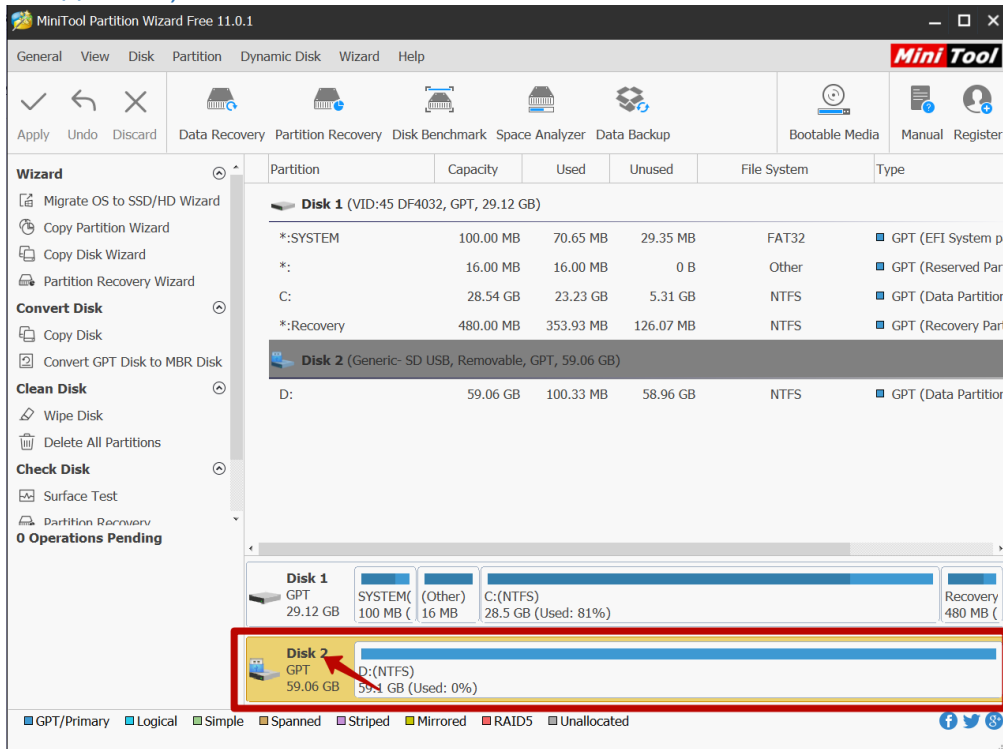 MiniTool Partition Wizard Free 11.0.1
General View Disk Partition Dynamic Disk Wizard Help
Mini Tool
Apply Undo Discard Data Recovery Partition Recovery Disk Benchmark Space Analyzer Data Backup Bootable Media Manual Register
Wizard
Migrate OS to SSD/HD Wizard
Copy Partition Wizard
Copy Disk Wizard
Partition Recovery Wizard
Convert Disk
Copy Disk
Convert GPT Disk to MBR Disk
Clean Disk
Wipe Disk
Delete All Partitions
Check Disk
Surface Test
Partition Recovery
0 Operations Pending
Partition Capacity Used Unused File System Type
Disk 1 (VID:45 DF4032, GPT, 29.12 GB)
*:SYSTEM 100.00 MB 70.65 MB 29.35 MB FAT32 GPT (EFI System p
*: 16.00 MB 16.00 MB 0 B Other GPT (Reserved Par
C: 28.54 GB 23.23 GB 5.31 GB NTFS GPT (Data Partition
*:Recovery 480.00 MB 353.93 MB 126.07 MB NTFS GPT (Recovery Part
Disk 2 (Generic- SD USB, Removable, GPT, 59.06 GB)
D: 59.06 GB 100.33 MB 58.96 GB NTFS GPT (Data Partition
Disk 1
GPT
29.12 GB
SYSTEM(
100 MB (
(Other)
16 MB
C:(NTFS)
28.5 GB (Used: 81%)
Recovery
480 MB (
Disk 2
GPT
59.06 GB
D:(NTFS)
59.1 GB (Used: 0%)
GPT/Primary Logical Simple Spanned Striped Mirrored RAID5 Unallocated